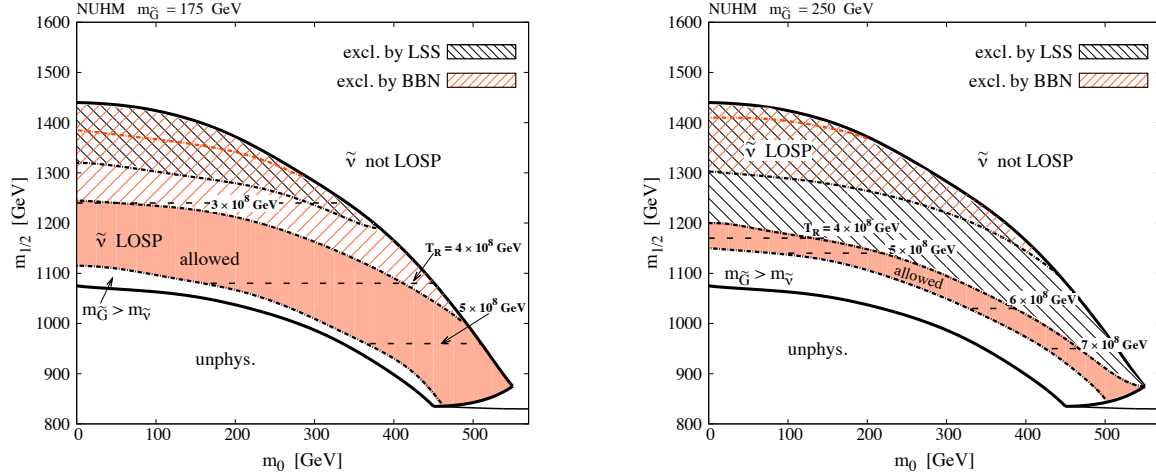 NUHM m_G̃ = 175 GeV
1600
1500
1400
1300
1200
1100
1000
900
800
m_1/2 [GeV]
excl. by LSS
excl. by BBN
ν̃ not LOSP
3 × 10^8 GeV
ν̃ LOSP
T_R = 4 × 10^8 GeV
allowed
5 × 10^8 GeV
m_G̃ > m_ν̃
unphys.
0 100 200 300 400 500
m_0 [GeV]
NUHM m_G̃ = 250 GeV
1600
1500
1400
1300
1200
1100
1000
900
800
m_1/2 [GeV]
excl. by LSS
excl. by BBN
ν̃ LOSP
ν̃ not LOSP
T_R = 4 × 10^8 GeV
5 × 10^8 GeV
allowed
m_G̃ > m_ν̃
6 × 10^8 GeV
7 × 10^8 GeV
unphys.
0 100 200 300 400 500
m_0 [GeV]